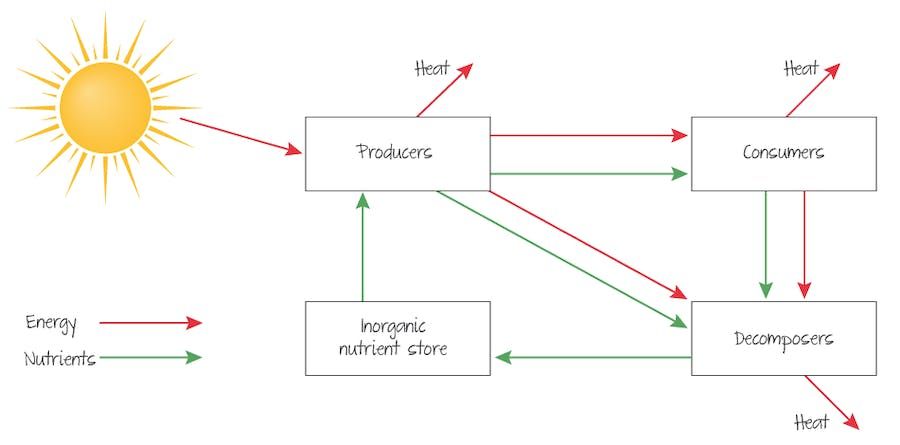 Heat
Heat
Producers
Consumers
Energy
Nutrients
Inorganic
nutrient store
Decomposers
Heat